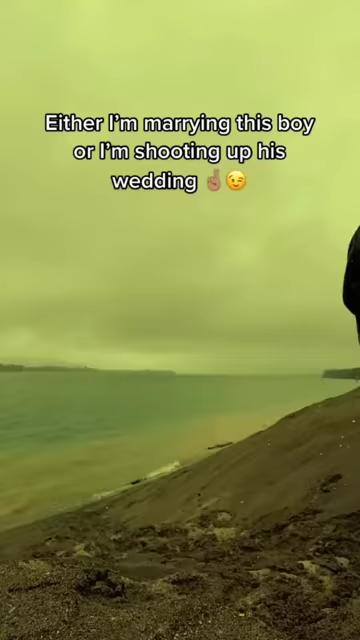 Either I'm marrying this boy
or I'm shooting up his
wedding 🤞🏽😉